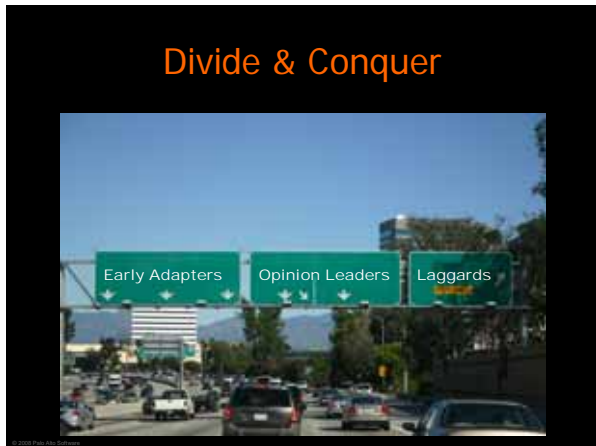 Divide & Conquer
Early Adapters Opinion Leaders Laggards
© 2008 Palo Alto Software